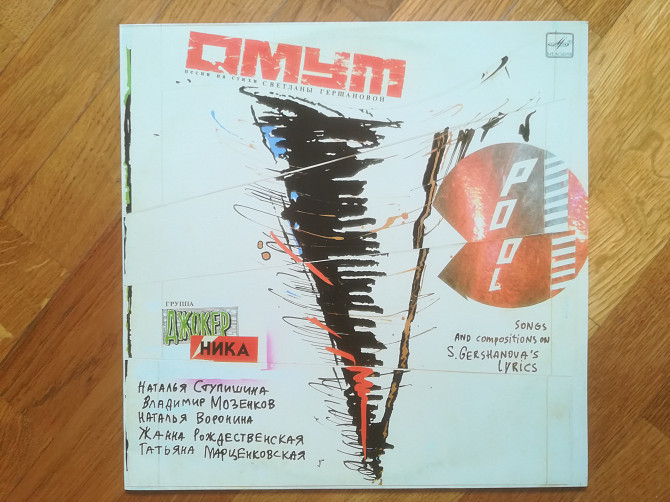 ОМУТ
ПЕСНИ НА СТИХИ СВЕТЛАНЫ ГЕРШАНОВОЙ
POOL
SONGS
AND COMPOSITIONS ON
S. GERSHANOVA'S
LYRICS
ГРУППА
ДЖОКЕР
НИКА
НАТАЛЬЯ СТУПИШИНА
ВЛАДИМИР МОЗЕНКОВ
НАТАЛЬЯ ВОРОНИНА
ЖАННА РОЖДЕСТВЕНСКАЯ
ТАТЬЯНА МАРЦЕНКОВСКАЯ